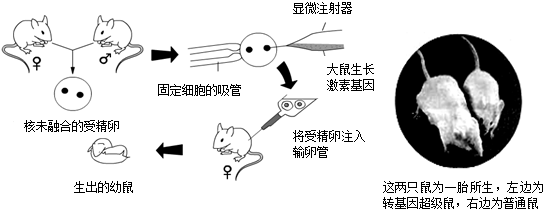 显微注射器
♀
♂
固定细胞的吸管
大鼠生长
激素基因
核未融合的受精卵
将受精卵注入
输卵管
♀
生出的幼鼠
这两只鼠为一胎所生，左边为
转基因超级鼠，右边为普通鼠